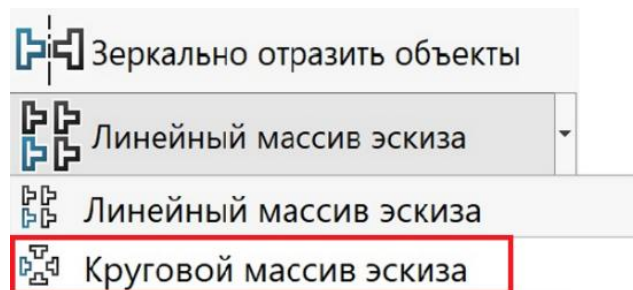 Зеркально отразить объекты
Линейный массив эскиза
Линейный массив эскиза
Круговой массив эскиза